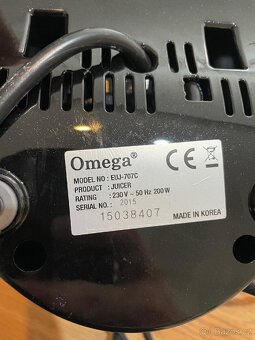 Omega®
CE
MODEL NO : EUJ-707C
PRODUCT : JUICER
RATING : 230 V ~ 50 Hz 200 W
SERIAL NO. : 2015
15038407
MADE IN KOREA